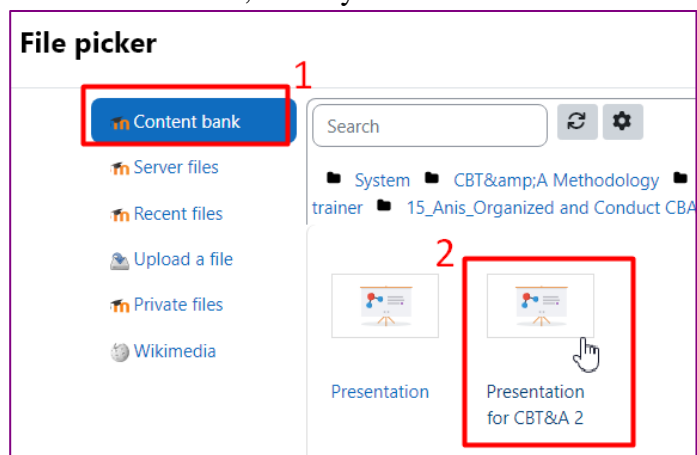 File picker
1
Content bank
Server files
Recent files
Upload a file
Private files
Wikimedia
Search
System CBT&amp;A Methodology
trainer 15_Anis_Organized and Conduct CBA
2
Presentation
Presentation
for CBT&A 2